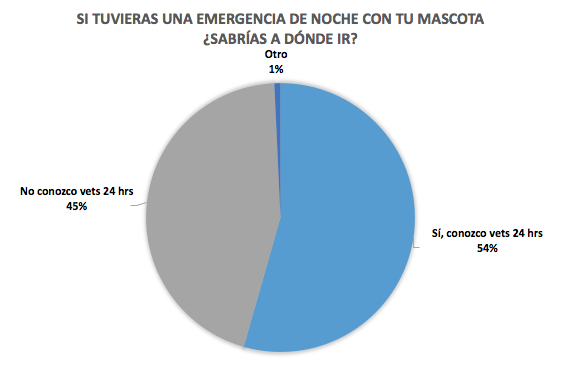 SI TUVIERAS UNA EMERGENCIA DE NOCHE CON TU MASCOTA
¿SABRÍAS A DÓNDE IR?
Otro
1%
No conozco vets 24 hrs
45%
Sí, conozco vets 24 hrs
54%